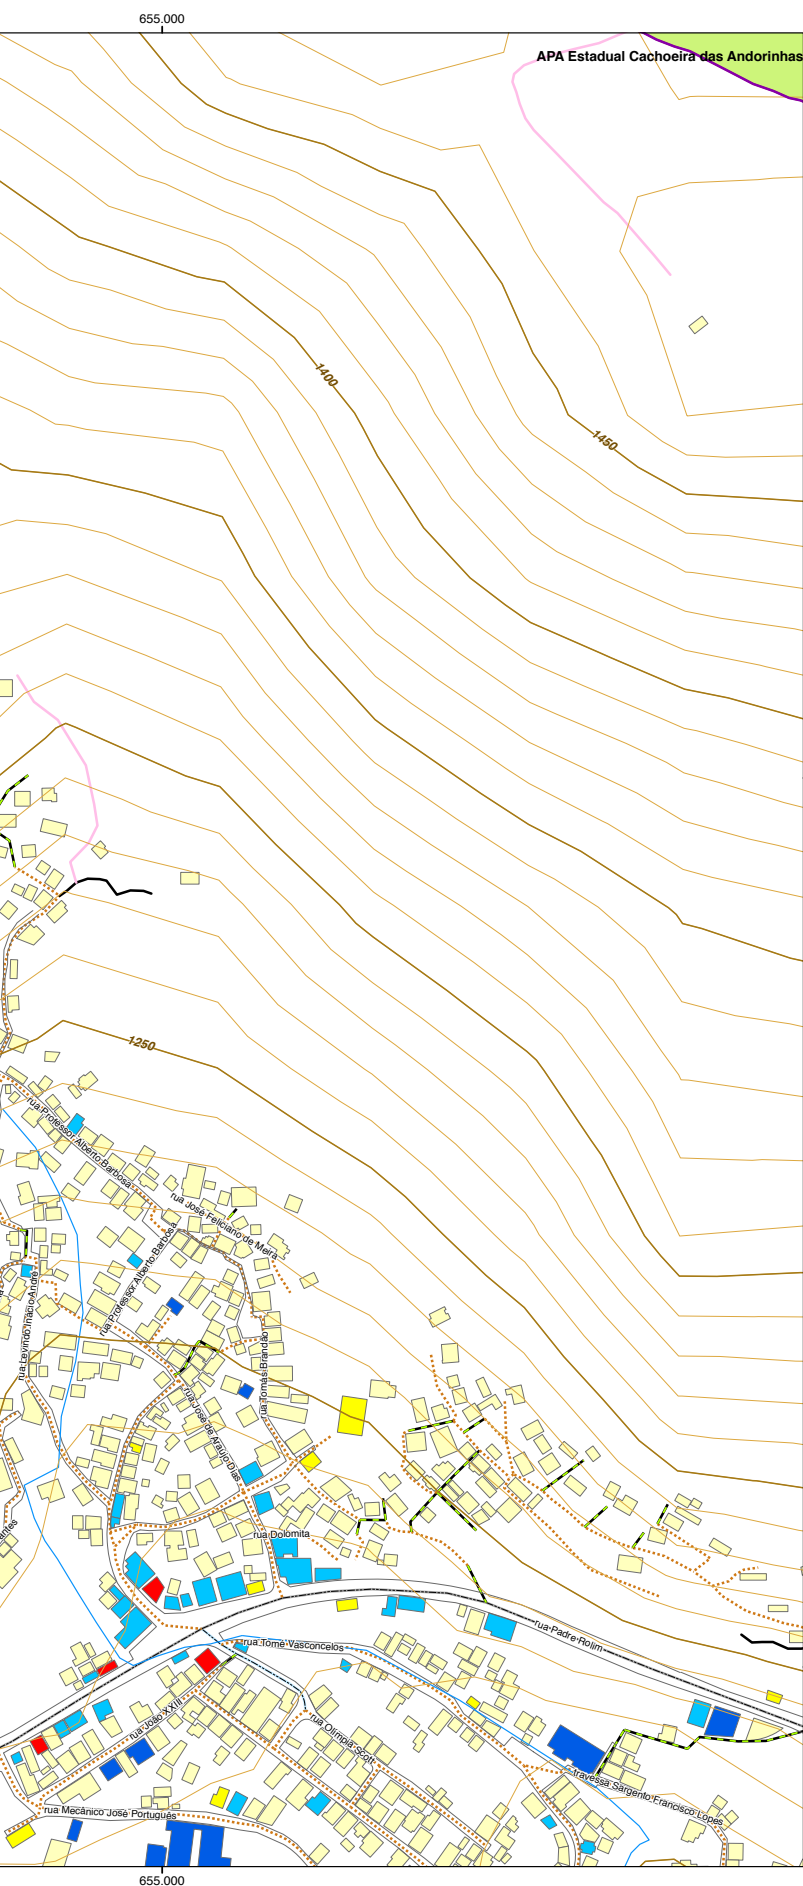 655.000
APA Estadual Cachoeira das Andorinhas
1400
1450
1250
rua Professor Alberto Barbosa
rua José Feliciano de Meira
rua Professor Alberto Barbosa
rua Levindo Inácio André
rua Tomás Brandão
rua José de Araújo Dias
rua Dolomita
rua Padre Rolim
rua Tomé Vasconcelos
rua João XXIII
rua Olímpia Scott
travessa Sargento Francisco Lopes
rua Mecânico José Português
655.000